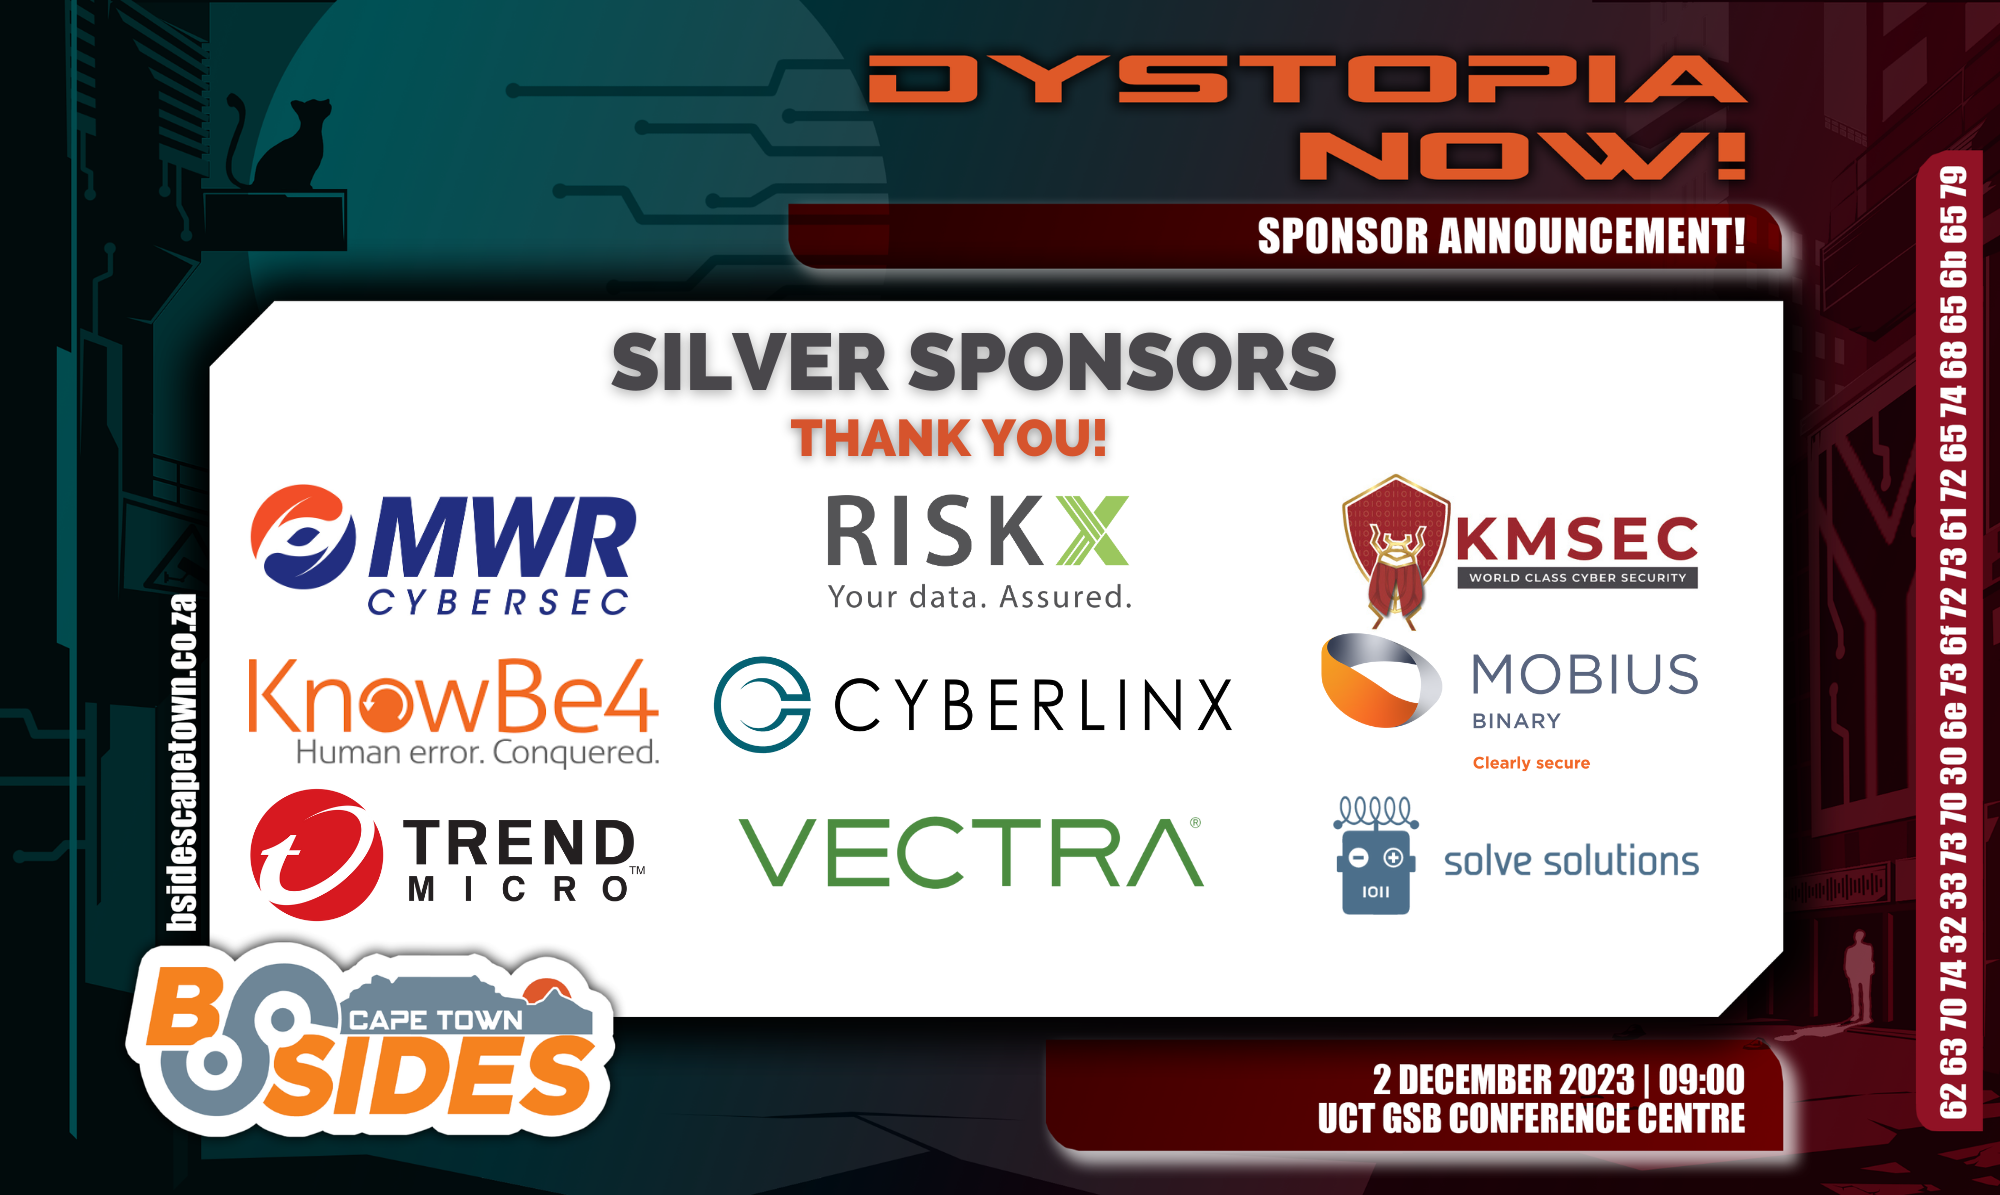 DYSTOPIA
NOW!
SPONSOR ANNOUNCEMENT!
SILVER SPONSORS
THANK YOU!
MWR
CYBERSEC
RISKX
Your data. Assured.
KMSEC
WORLD CLASS CYBER SECURITY
KnowBe4
Human error. Conquered.
CYBERLINX
MOBIUS
BINARY
Clearly secure
TREND
MICRO™
VECTRA®
1011
solve solutions
bsidescapetown.co.za
B SIDES
CAPE TOWN
2 DECEMBER 2023 | 09:00
UCT GSB CONFERENCE CENTRE
62 63 70 74 32 33 73 70 30 6e 73 6f 72 73 61 72 65 74 68 65 6b 65 79